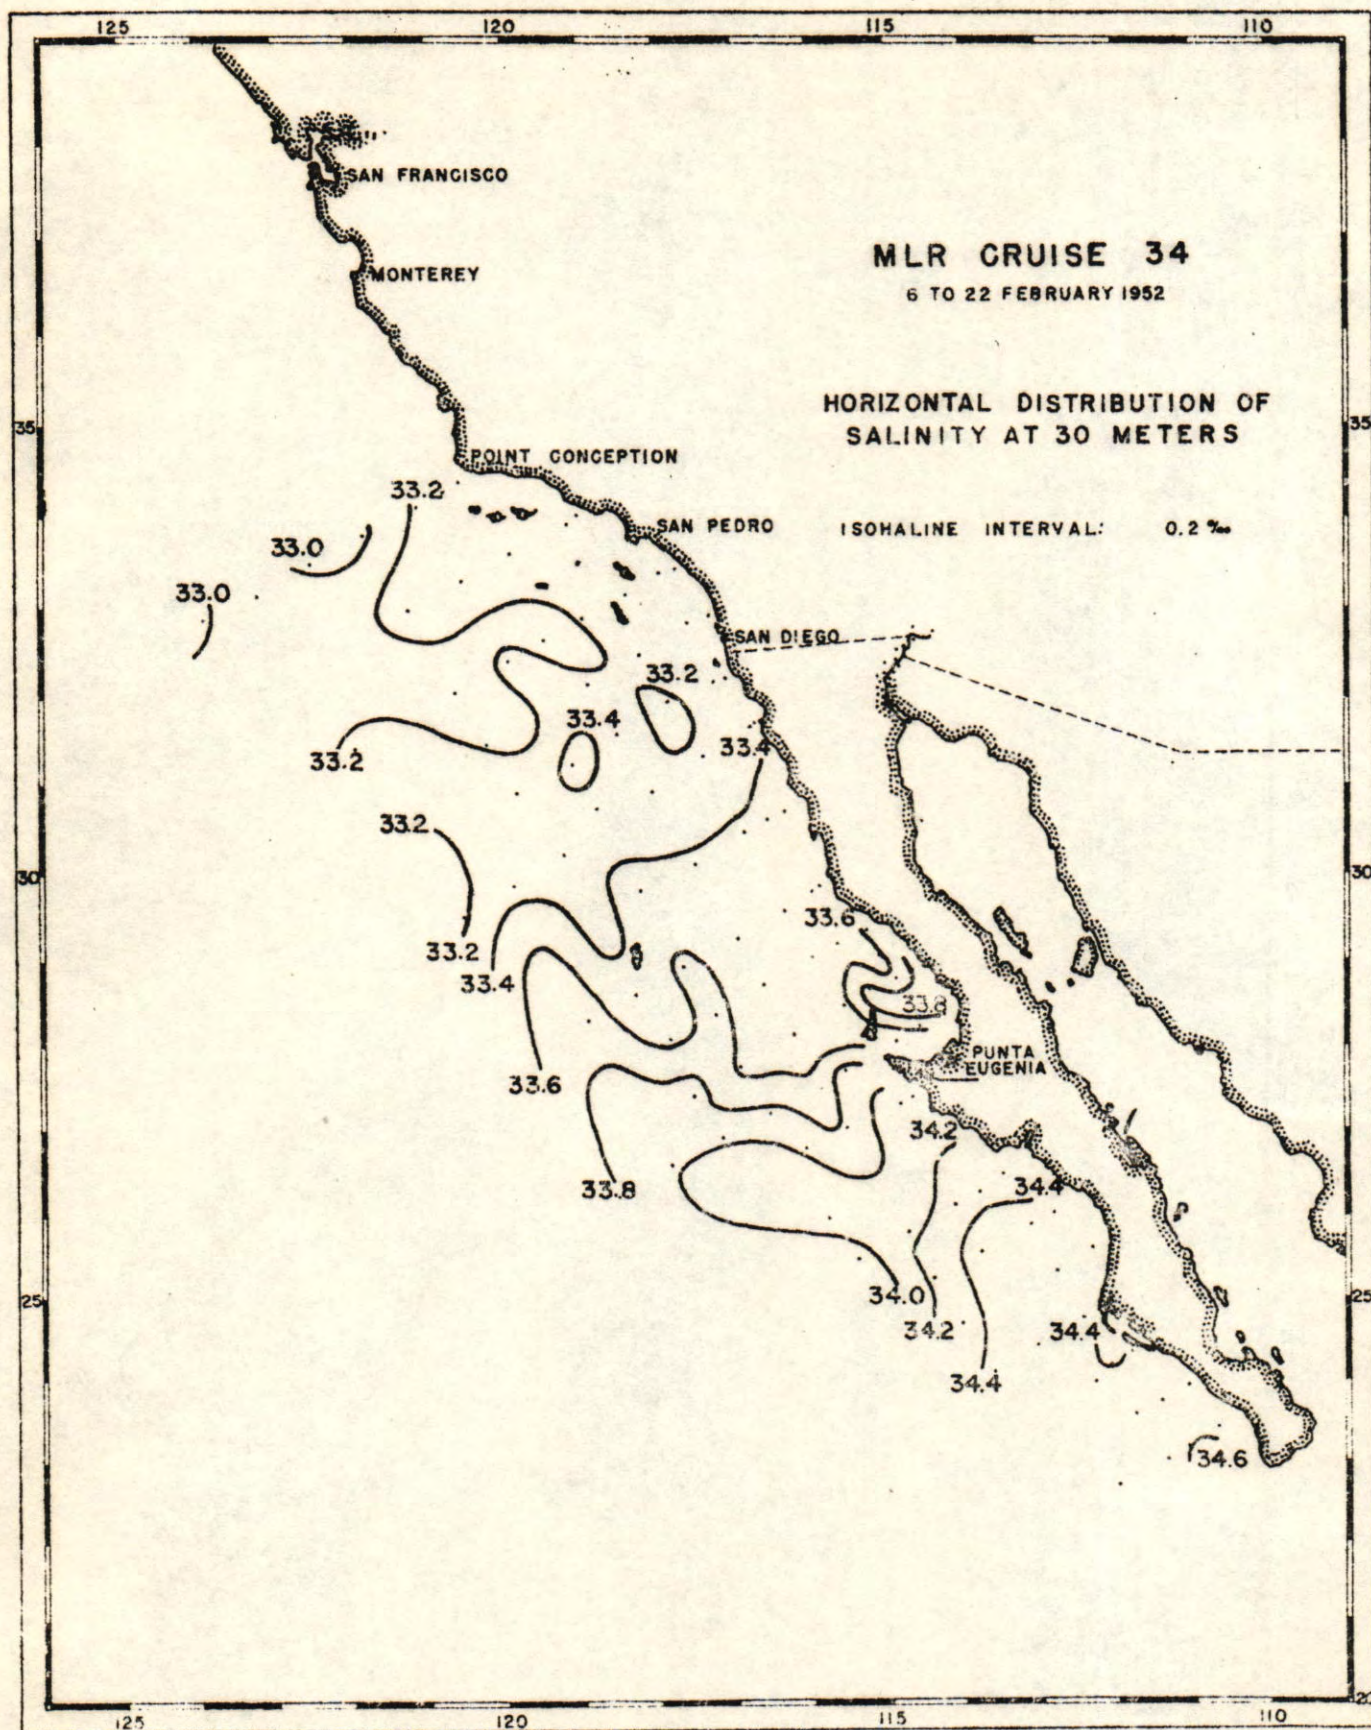 125 120 115 110
SAN FRANCISCO
MLR CRUISE 34
MONTEREY
6 TO 22 FEBRUARY 1952
HORIZONTAL DISTRIBUTION OF
35 35
SALINITY AT 30 METERS
POINT CONCEPTION
33.2
SAN PEDRO
ISOHALINE INTERVAL: 0.2 ‰
33.0
33.0
SAN DIEGO
33.2
33.4
33.4
33.2
33.2
30 30
33.6
33.2
33.4
33.8
PUNTA
EUGENIA
33.6
34.2
33.8
34.4
34.0
25 25
34.2
34.4
34.4
34.6
20
125 120 115 110